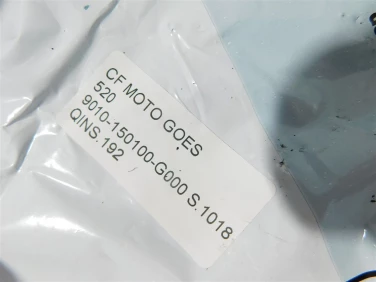 CF MOTO GOES
520
9010-150100-G000 S.1018
QINS.192